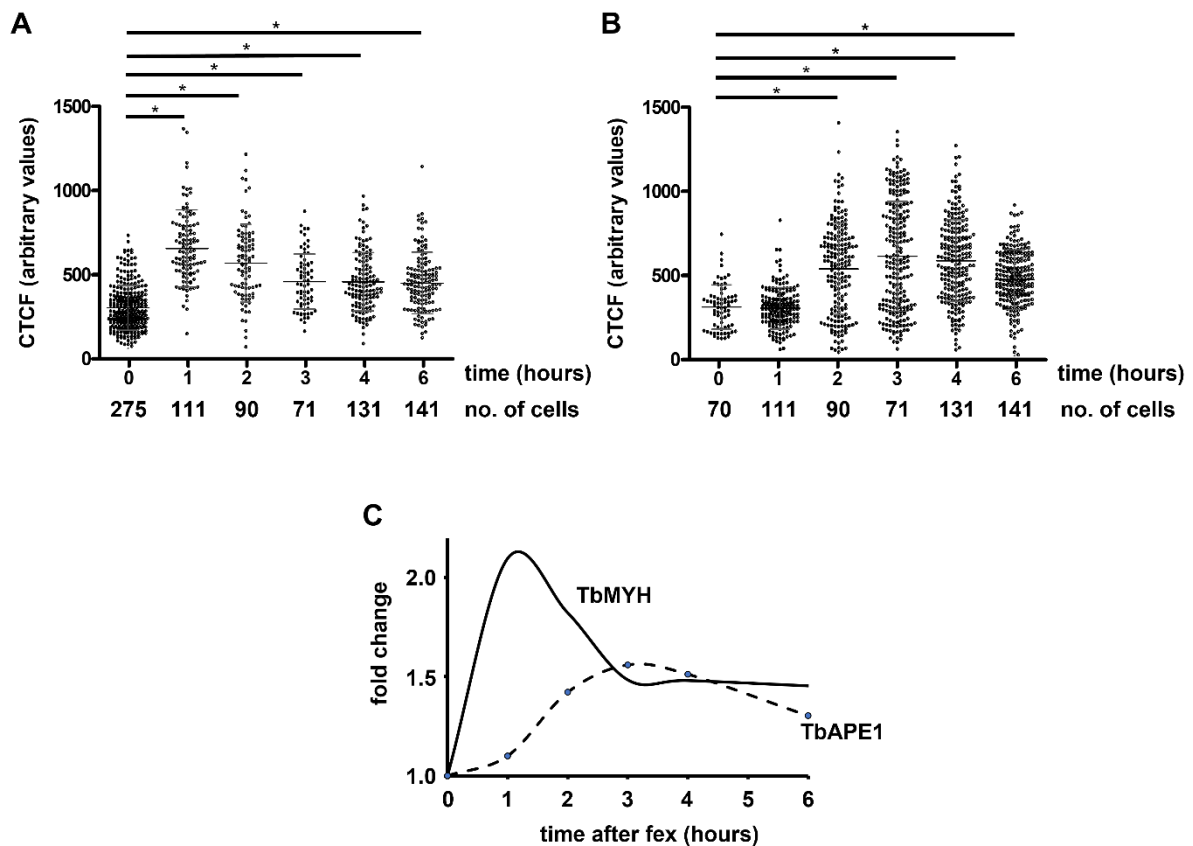 A
*
*
*
*
*
CTCF (arbitrary values)
1500
1000
500
0
0 1 2 3 4 6 time (hours)
275 111 90 71 131 141 no. of cells
B
*
*
*
*
CTCF (arbitrary values)
1500
1000
500
0
0 1 2 3 4 6 time (hours)
70 111 90 71 131 141 no. of cells
C
fold change
2.0
1.5
1.0
TbMYH
TbAPE1
0 1 2 3 4 5 6
time after fex (hours)